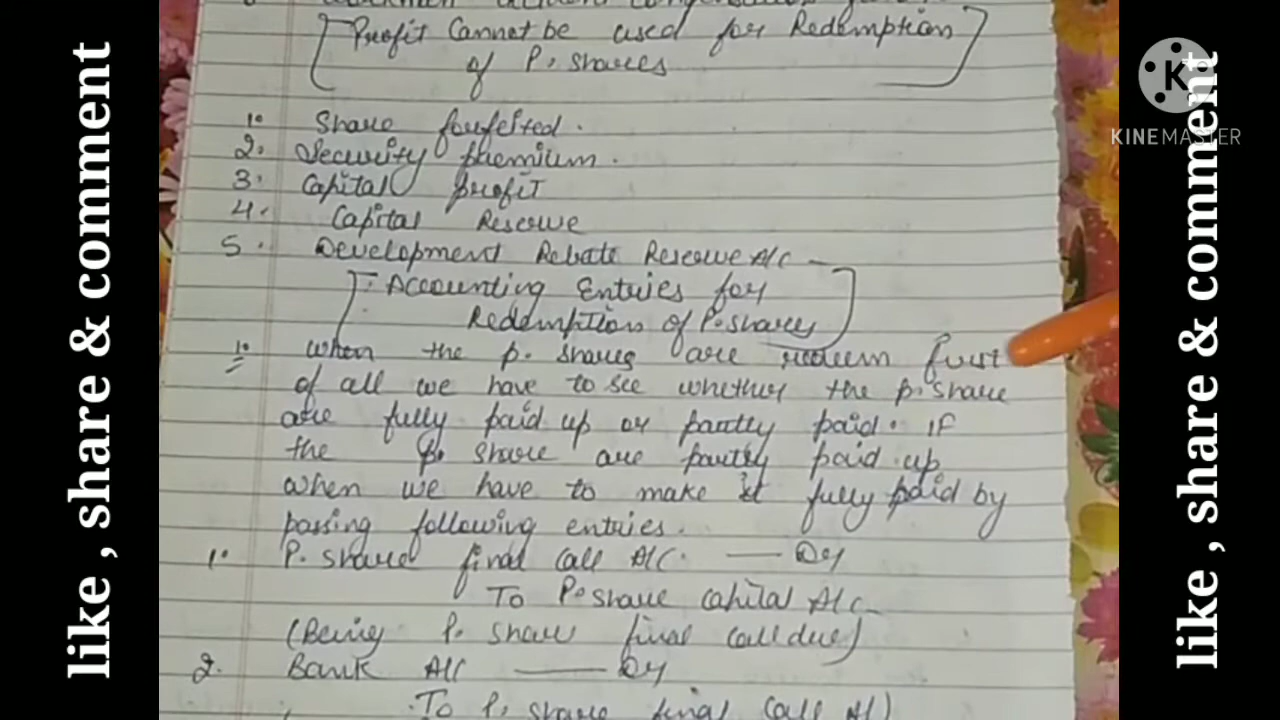 Profit Cannot be used for Redemption
of P. shares
1. Share forfeited.
2. Security premium.
3. Capital profit
4. Capital Reserve
5. Development Rebate Reserve A/C
Accounting Entries for
Redemption of P. shares
1. when the p. shares are redeem first
of all we have to see whether the p. share
are fully paid up or partly paid. if
the p. share are partly paid up
when we have to make it fully paid by
passing following entries.
1. P. share final call A/C. — Dr
To P. share capital A/C
(Being P. share final call due)
2. Bank A/C — Dr
To P. share final call A/C
like , share & comment
like , share & comment
K
KINEMASTER